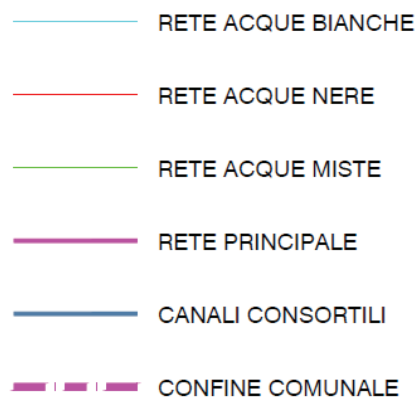 RETE ACQUE BIANCHE
RETE ACQUE NERE
RETE ACQUE MISTE
RETE PRINCIPALE
CANALI CONSORTILI
CONFINE COMUNALE